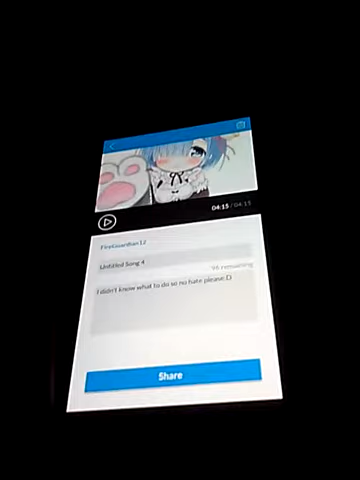 04:15 / 04:15
FireGuardian12
Untitled Song 4
96 remaining
I didn't know what to do so no hate please:D
Share